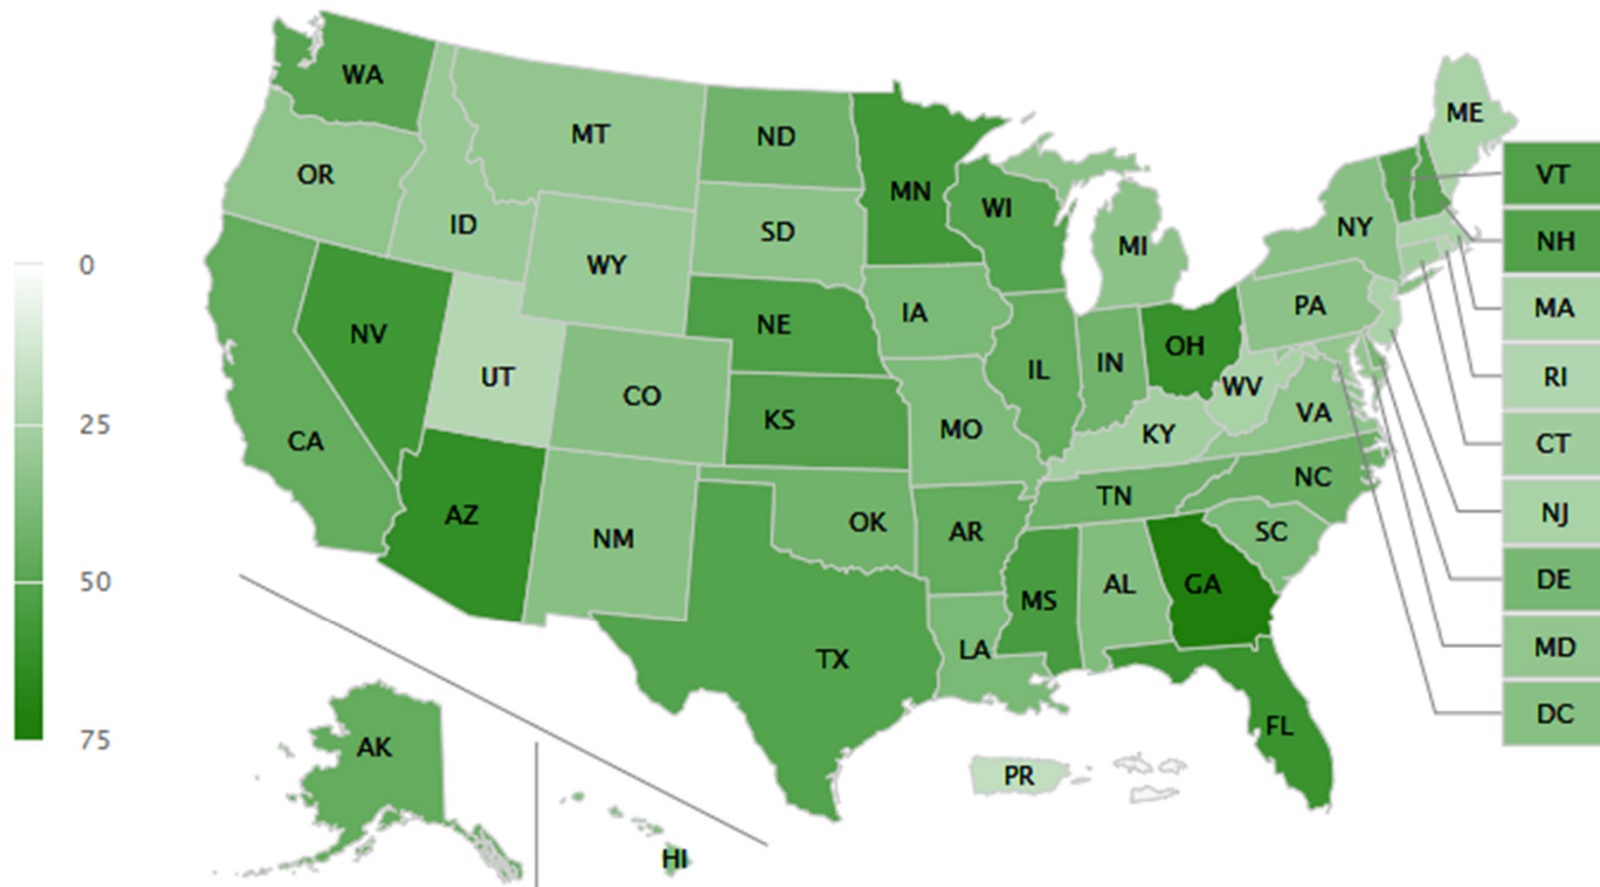 WA
MT
ND
MN
OR
ID
WY
SD
WI
MI
NY
ME
VT
NH
MA
RI
CT
NJ
DE
MD
DC
0
25
50
75
NV
UT
CO
NE
IA
KS
MO
IL
IN
OH
PA
WV
VA
KY
CA
AZ
NM
OK
AR
TN
NC
SC
TX
LA
MS
AL
GA
FL
AK
HI
PR